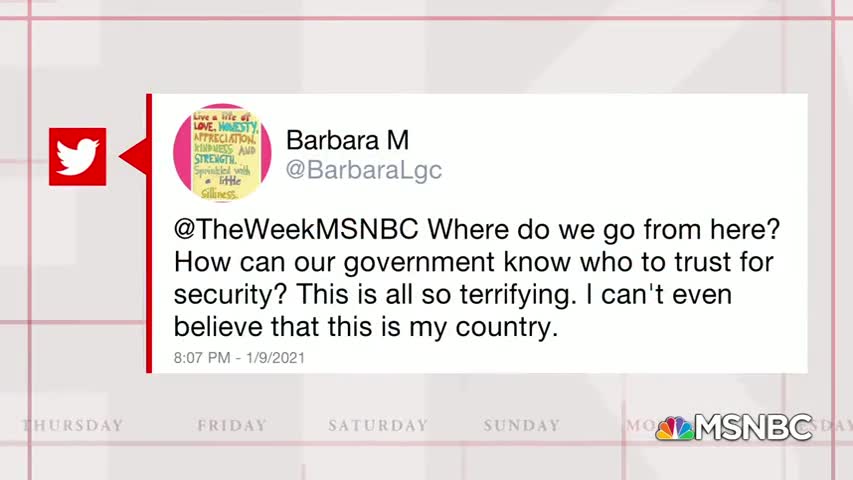 Live a life of
LOVE, HONESTY,
APPRECIATION,
KINDNESS AND
STRENGTH.
Sprinkled with
a little
Silliness.
Barbara M
@BarbaraLgc
@TheWeekMSNBC Where do we go from here?
How can our government know who to trust for
security? This is all so terrifying. I can't even
believe that this is my country.
8:07 PM - 1/9/2021
THURSDAY FRIDAY SATURDAY SUNDAY
MSNBC